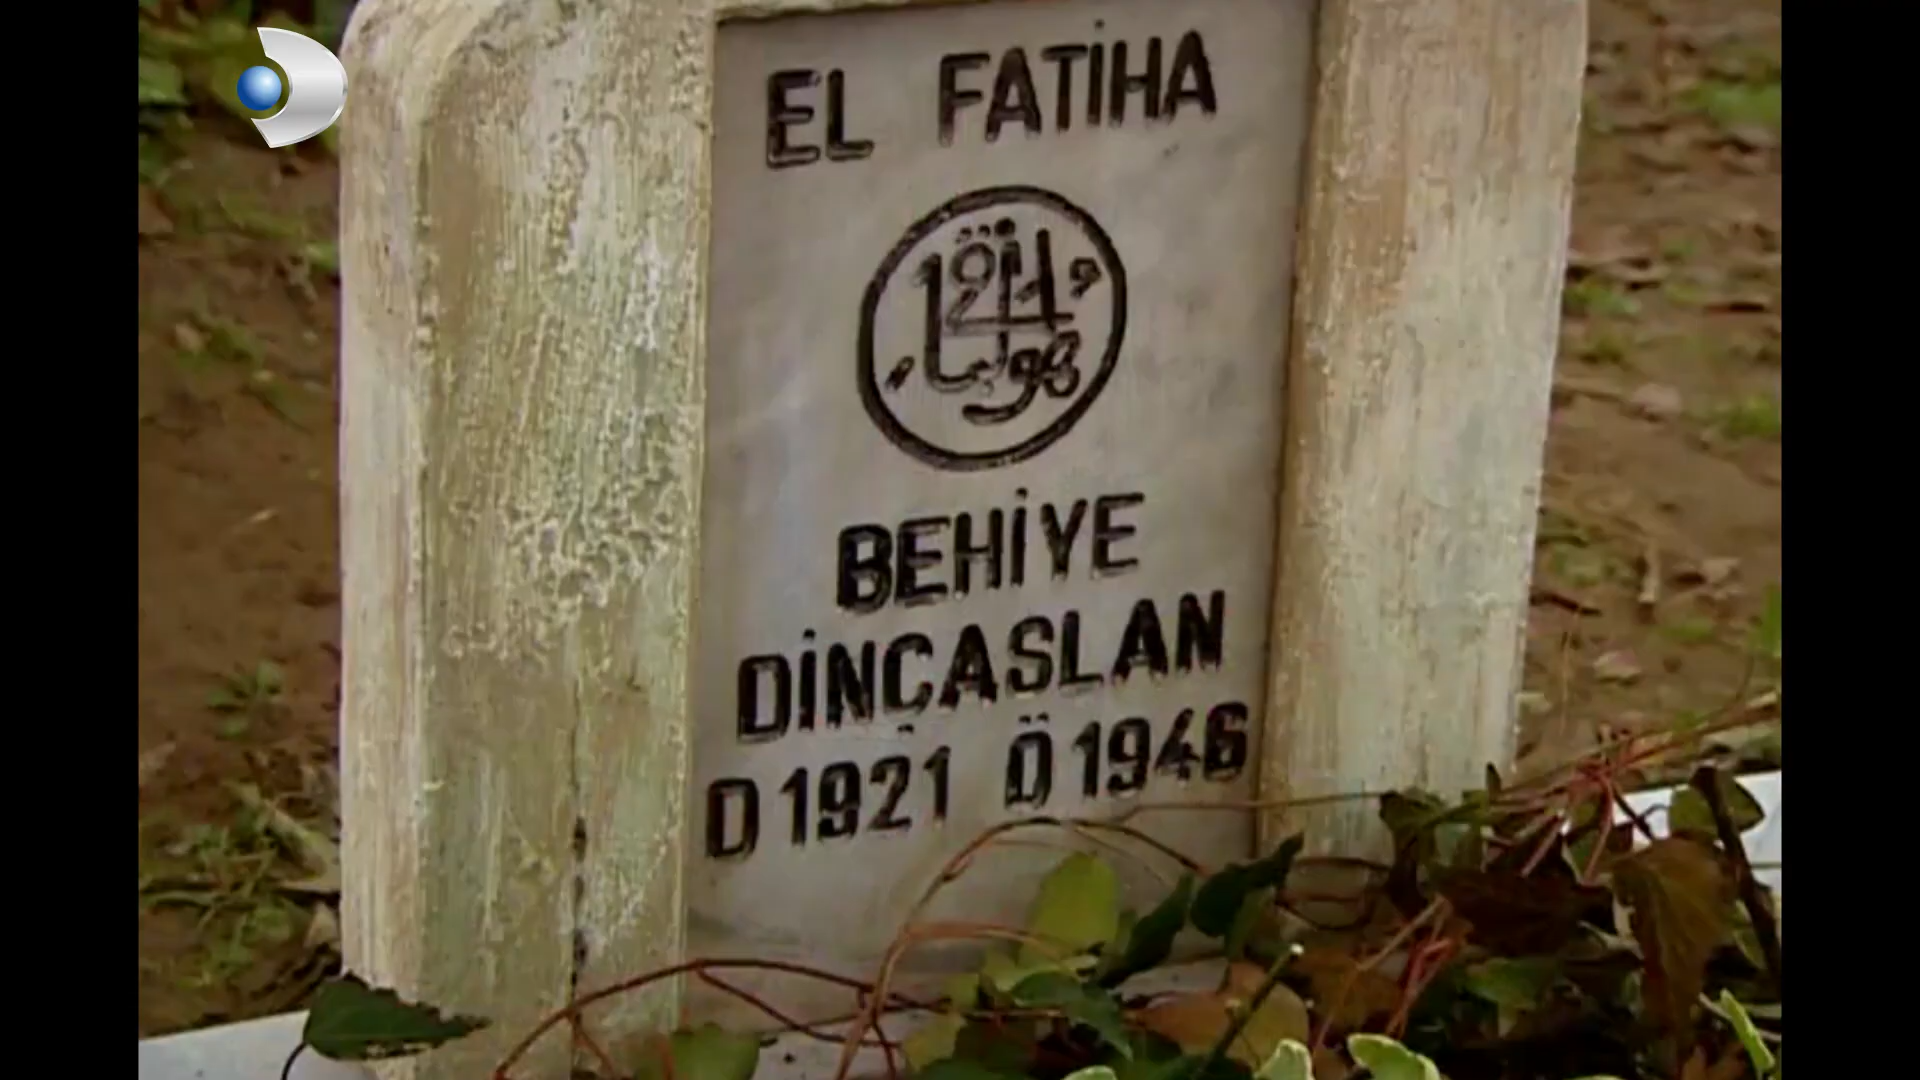 EL FATİHA
BEHİYE
DİNÇASLAN
D 1921 Ö 1946